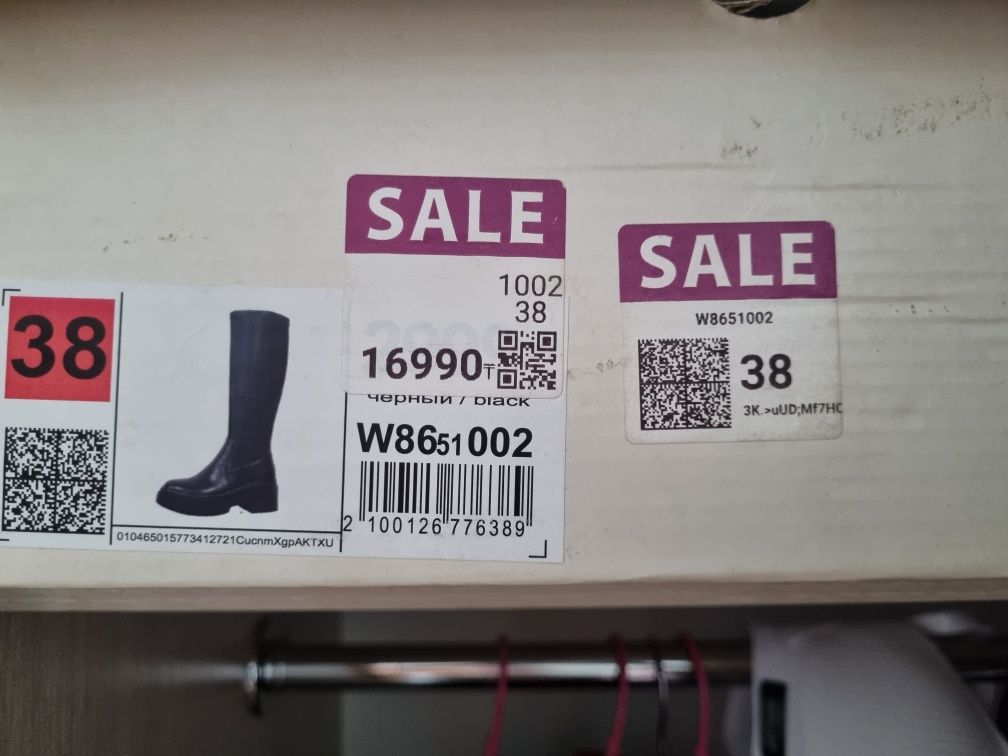 SALE
1002
38
16990₸
38
черный / black
W8651002
2 100126 776389
010465015773412721CucnmXgpAKTXU
SALE
W8651002
38
3K.>uUD;Mf7HC